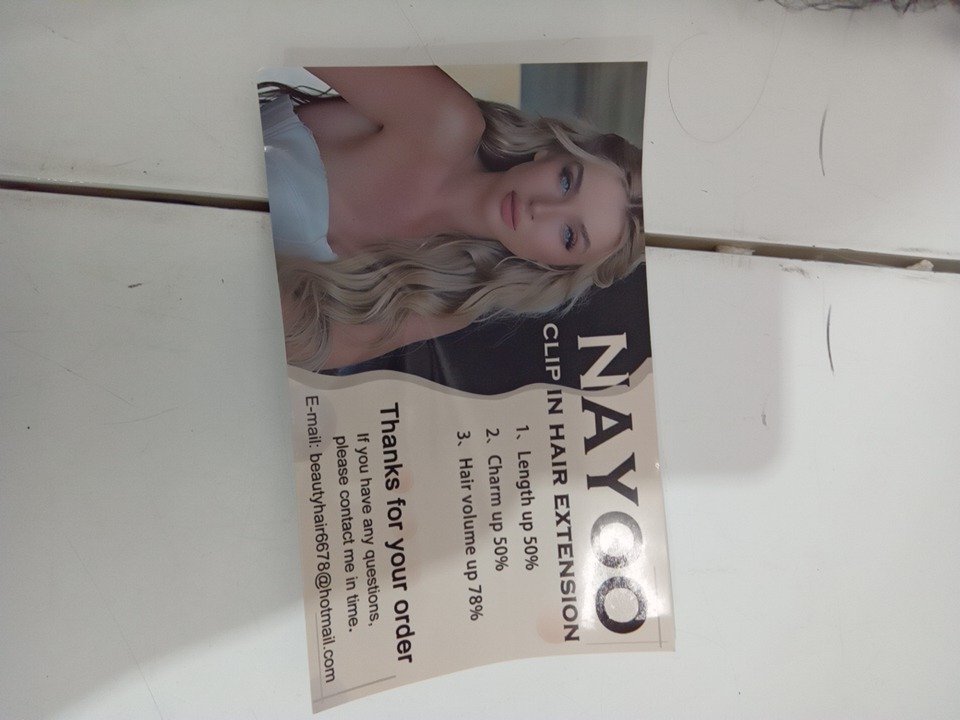 NAYOO
CLIP IN HAIR EXTENSION
1、Length up 50%
2、Charm up 50%
3、Hair volume up 78%
Thanks for your order
If you have any questions,
please contact me in time.
E-mail: beautyhair6678@hotmail.com